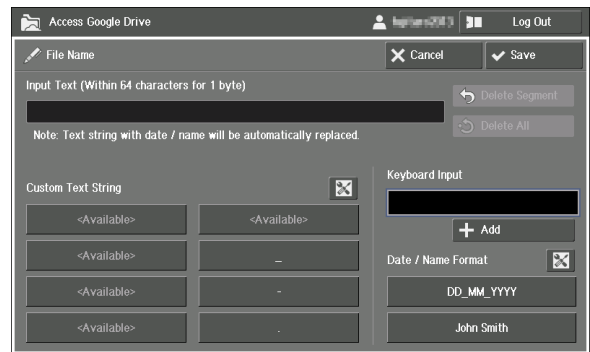 Access Google Drive
Log Out
File Name
Cancel
Save
Input Text (Within 64 characters for 1 byte)
Delete Segment
Delete All
Note: Text string with date / name will be automatically replaced.
Custom Text String
Keyboard Input
<Available>
<Available>
Add
<Available>
_
Date / Name Format
<Available>
-
DD_MM_YYYY
<Available>
.
John Smith